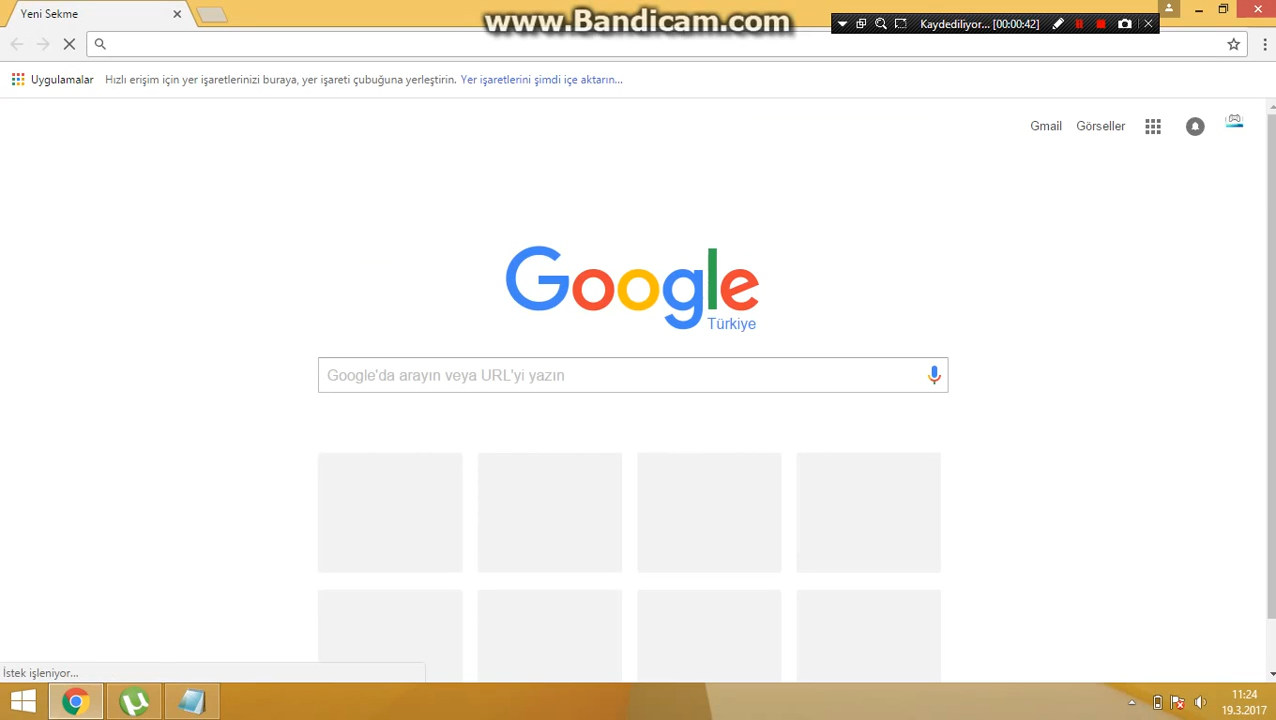 Yeni Sekme
www.Bandicam.com
Kaydediliyor... [00:00:42]
Uygulamalar Hızlı erişim için yer işaretlerinizi buraya, yer işareti çubuğuna yerleştirin. Yer işaretlerini şimdi içe aktarın...
Gmail Görseller
Google
Türkiye
Google'da arayın veya URL'yi yazın
İstek işleniyor...
11:24
19.3.2017